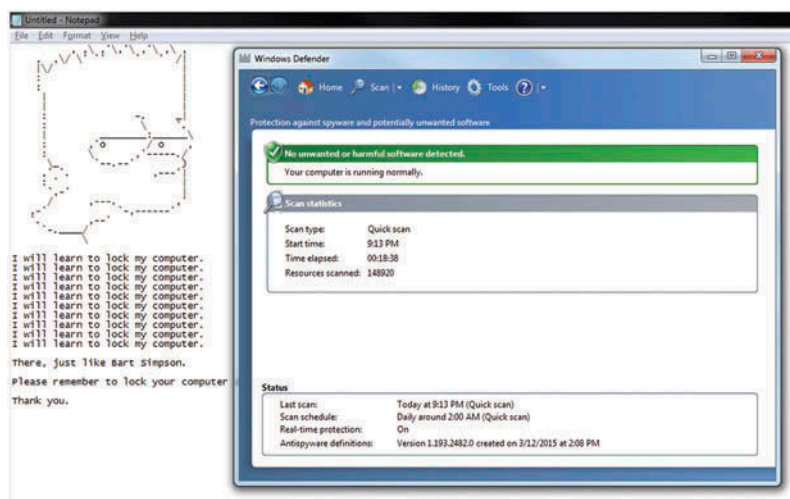 Untitled - Notepad
File Edit Format View Help
I will learn to lock my computer.
I will learn to lock my computer.
I will learn to lock my computer.
I will learn to lock my computer.
I will learn to lock my computer.
I will learn to lock my computer.
I will learn to lock my computer.
I will learn to lock my computer.
I will learn to lock my computer.
I will learn to lock my computer.
There, just like Bart Simpson.
Please remember to lock your computer
Thank you.
Windows Defender
Home Scan History Tools
Protection against spyware and potentially unwanted software
No unwanted or harmful software detected.
Your computer is running normally.
Scan statistics
Scan type: Quick scan
Start time: 9:13 PM
Time elapsed: 00:18:38
Resources scanned: 148920
Status
Last scan: Today at 9:13 PM (Quick scan)
Scan schedule: Daily around 2:00 AM (Quick scan)
Real-time protection: On
Antispyware definitions: Version 1.193.2482.0 created on 3/12/2015 at 2:08 PM